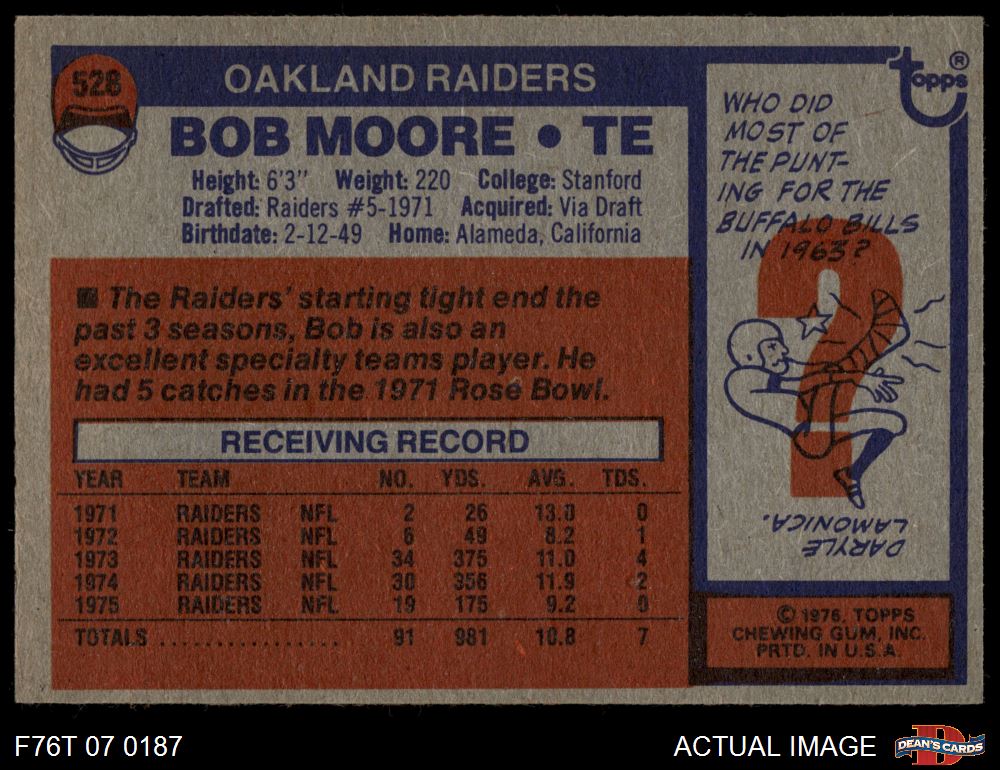 528
OAKLAND RAIDERS
BOB MOORE • TE
Height: 6'3" Weight: 220 College: Stanford
Drafted: Raiders #5-1971 Acquired: Via Draft
Birthdate: 2-12-49 Home: Alameda, California
■ The Raiders' starting tight end the
past 3 seasons, Bob is also an
excellent specialty teams player. He
had 5 catches in the 1971 Rose Bowl.
RECEIVING RECORD
YEAR TEAM NO. YDS. AVG. TDS.
1971 RAIDERS NFL 2 26 13.0 0
1972 RAIDERS NFL 6 49 8.2 1
1973 RAIDERS NFL 34 375 11.0 4
1974 RAIDERS NFL 30 356 11.9 2
1975 RAIDERS NFL 19 175 9.2 0
TOTALS .................. 91 981 10.8 7
topps®
WHO DID
MOST OF
THE PUNT-
ING FOR THE
BUFFALO BILLS
IN 1963?
?
DARYLE
LAMONICA.
© 1976. TOPPS
CHEWING GUM, INC.
PRTD. IN U.S.A.
F76T 07 0187
ACTUAL IMAGE
D
DEAN'S CARDS